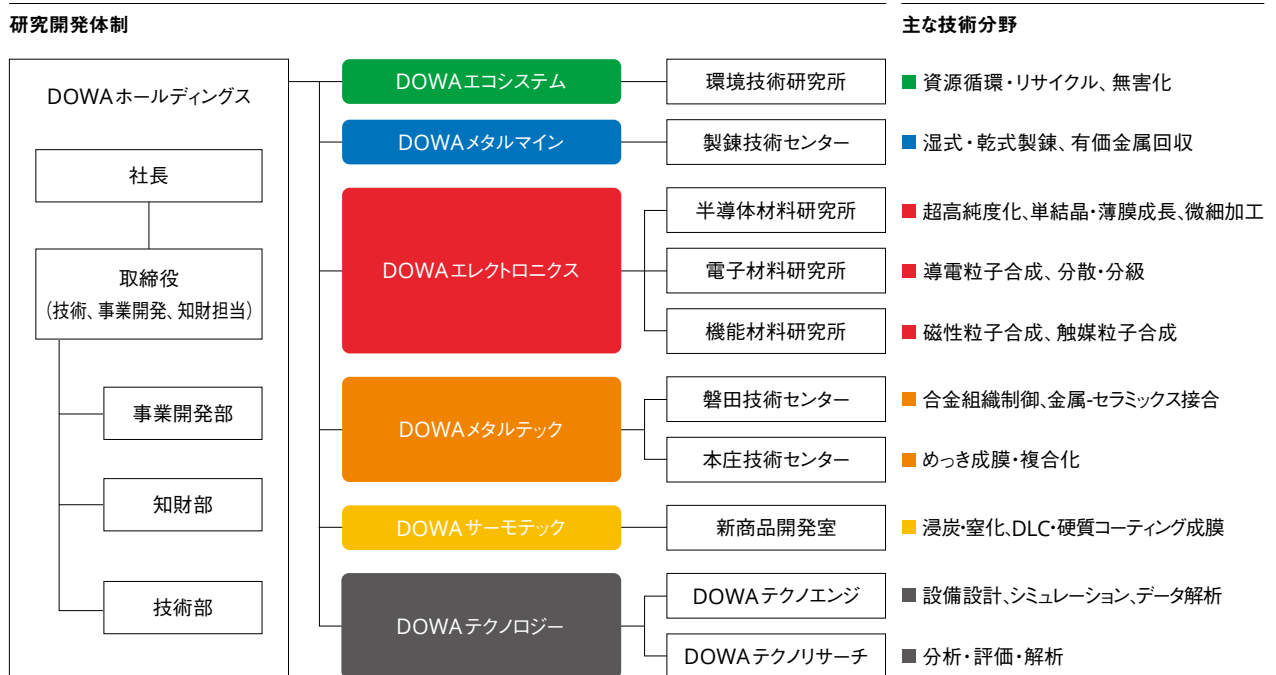 研究開発体制
主な技術分野
DOWAホールディングス
社長
取締役
(技術、事業開発、知財担当)
事業開発部
知財部
技術部
DOWAエコシステム
環境技術研究所
資源循環・リサイクル、無害化
DOWAメタルマイン
製錬技術センター
湿式・乾式製錬、有価金属回収
DOWAエレクトロニクス
半導体材料研究所
超高純度化、単結晶・薄膜成長、微細加工
電子材料研究所
導電粒子合成、分散・分級
機能材料研究所
磁性粒子合成、触媒粒子合成
DOWAメタルテック
磐田技術センター
合金組織制御、金属-セラミックス接合
本庄技術センター
めっき成膜・複合化
DOWAサーモテック
新商品開発室
浸炭・窒化、DLC・硬質コーティング成膜
DOWAテクノロジー
DOWAテクノエンジ
設備設計、シミュレーション、データ解析
DOWAテクノリサーチ
分析・評価・解析